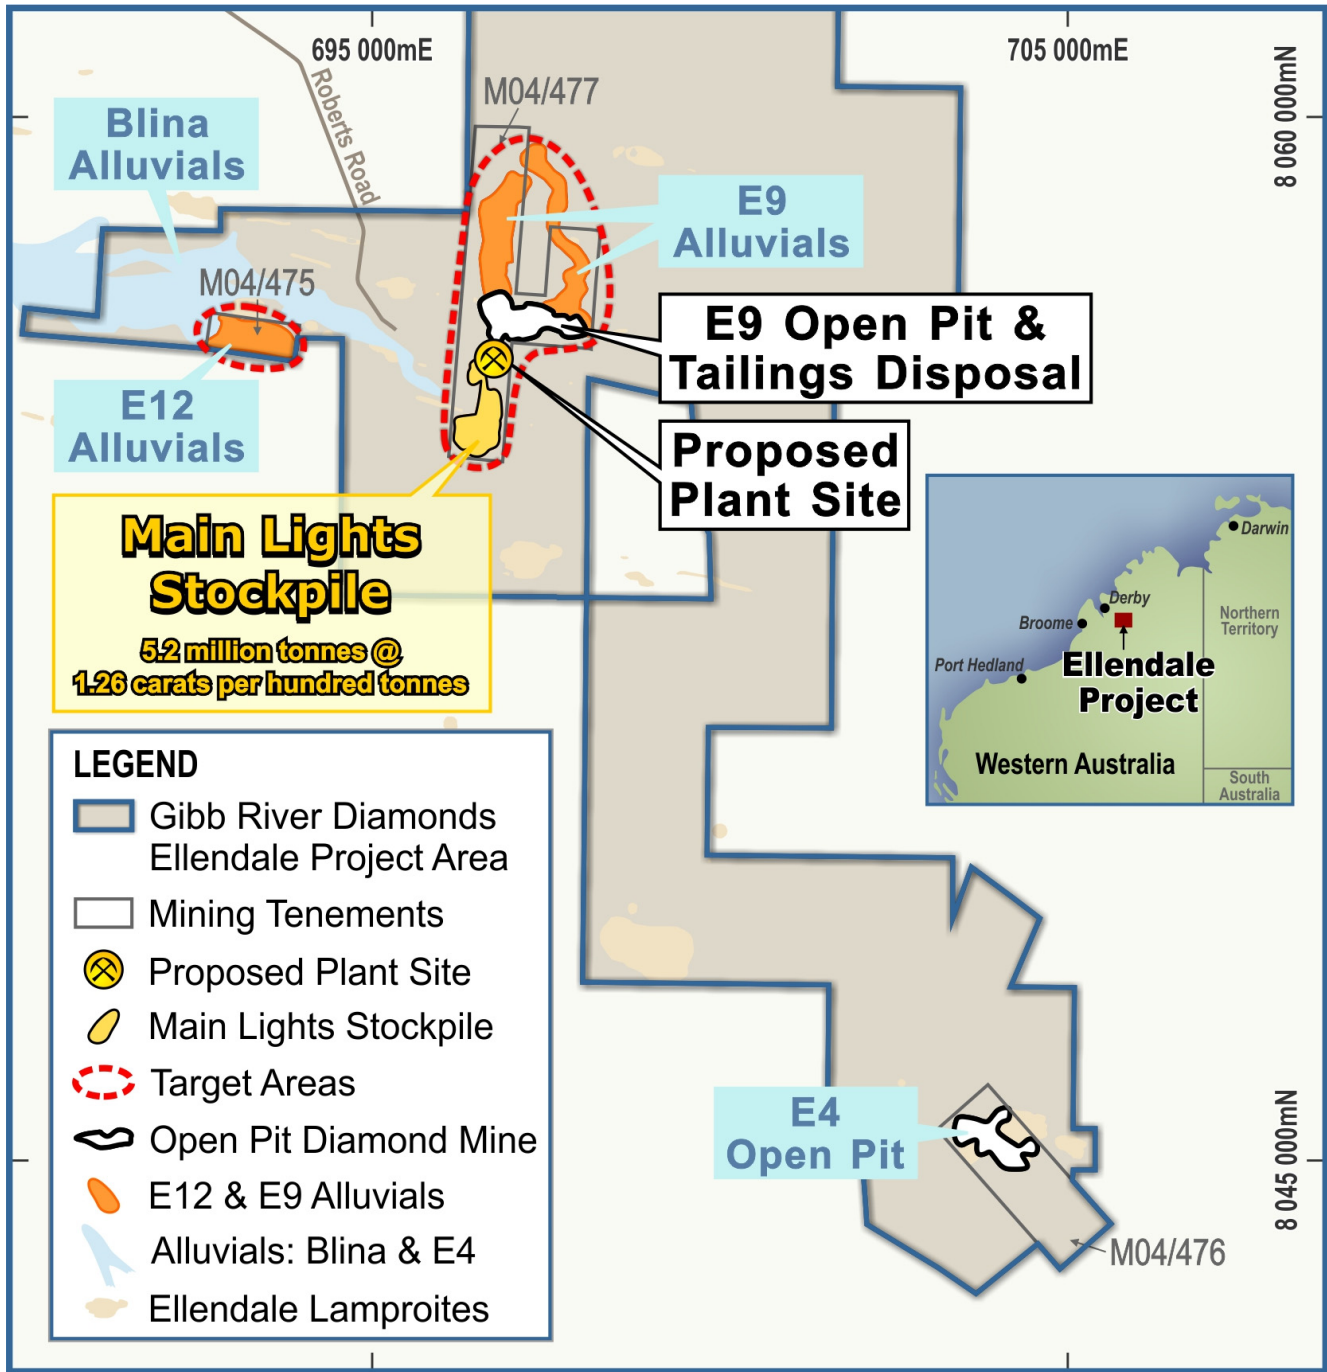 695 000mE
705 000mE
8 060 000mN
Roberts Road
M04/477
Blina
Alluvials
E9
Alluvials
M04/475
E9 Open Pit &
Tailings Disposal
E12
Alluvials
Proposed
Plant Site
Main Lights
Stockpile
5.2 million tonnes @
1.26 carats per hundred tonnes
Darwin
Derby
Broome
Northern
Territory
Port Hedland
Ellendale
Project
Western Australia
South
Australia
LEGEND
Gibb River Diamonds
Ellendale Project Area
Mining Tenements
Proposed Plant Site
Main Lights Stockpile
Target Areas
Open Pit Diamond Mine
E12 & E9 Alluvials
Alluvials: Blina & E4
Ellendale Lamproites
E4
Open Pit
8 045 000mN
M04/476